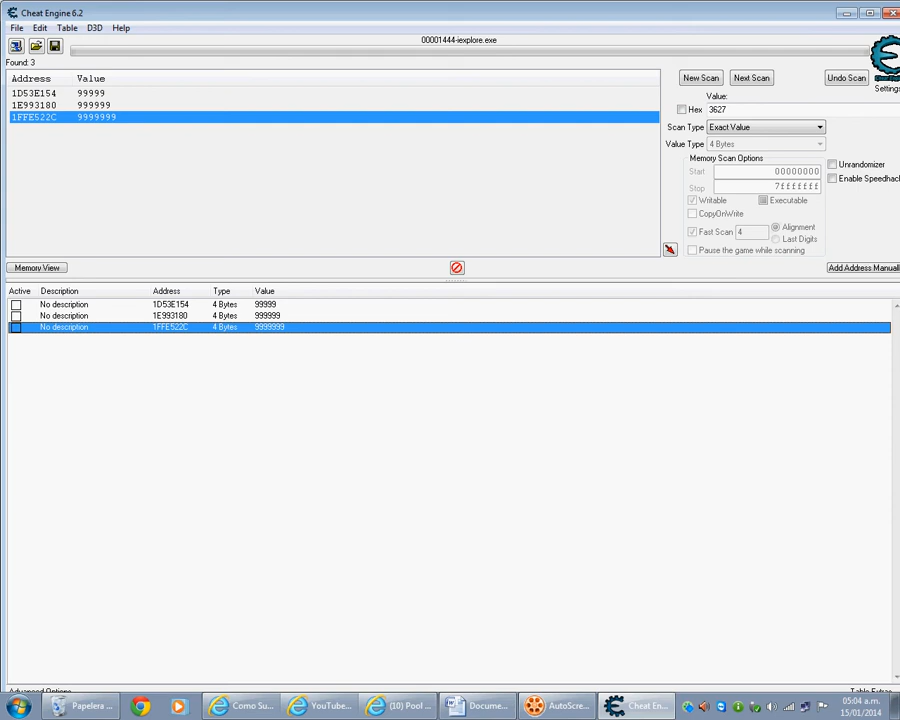 Cheat Engine 6.2
File Edit Table D3D Help
00001444-iexplore.exe
Found: 3
Address Value
1D53E154 99999
1E993180 999999
1FFE522C 9999999
New Scan Next Scan Undo Scan
Settings
Value:
Hex 3627
Scan Type Exact Value
Value Type 4 Bytes
Memory Scan Options
Start 00000000
Stop 7fffffff
Writable Executable
CopyOnWrite
Fast Scan 4 Alignment
Last Digits
Pause the game while scanning
Unrandomizer
Enable Speedhack
Memory View Add Address Manuall
Active Description Address Type Value
No description 1D53E154 4 Bytes 99999
No description 1E993180 4 Bytes 999999
No description 1FFE522C 4 Bytes 9999999
Advanced Options Table Extras
Papelera ... Como Su... YouTube... (10) Pool ... Docume... AutoScre... Cheat En...
05:04 a.m.
15/01/2014